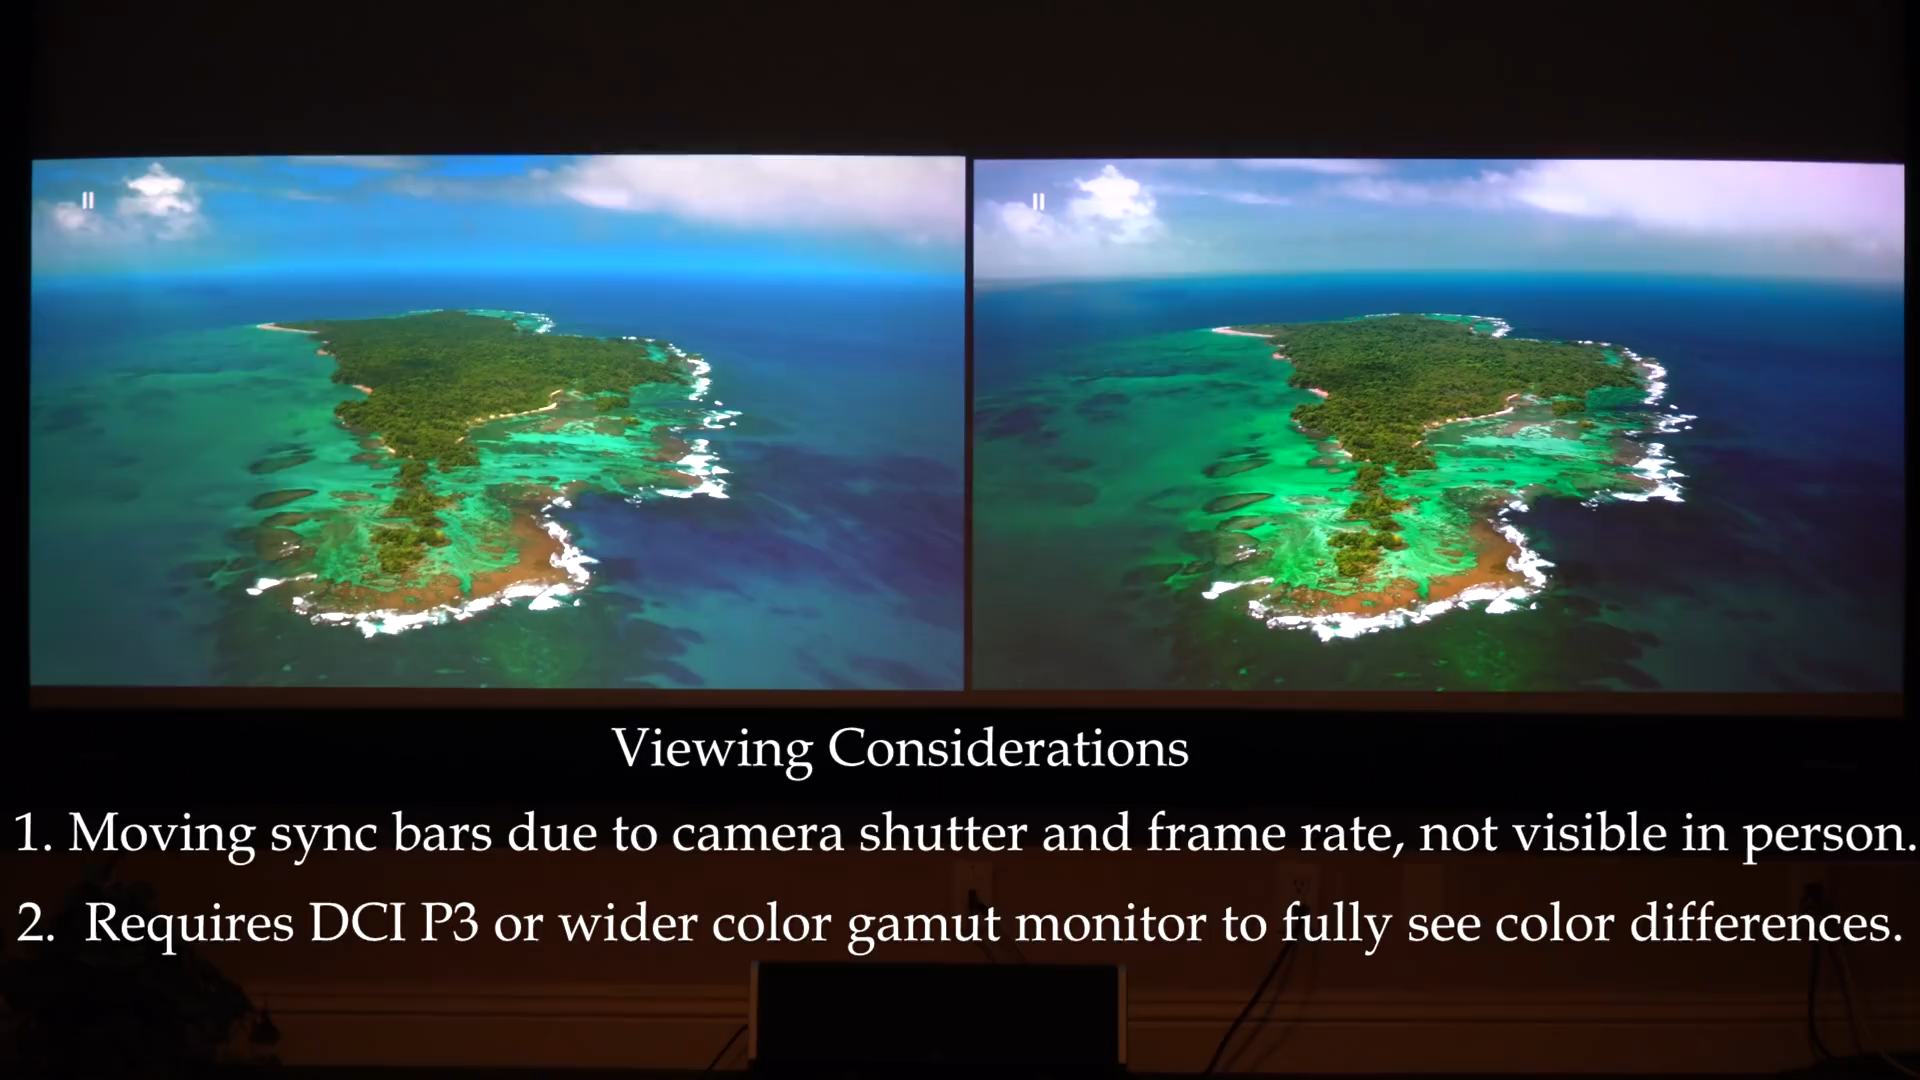 Viewing Considerations
1. Moving sync bars due to camera shutter and frame rate, not visible in person.
2. Requires DCI P3 or wider color gamut monitor to fully see color differences.